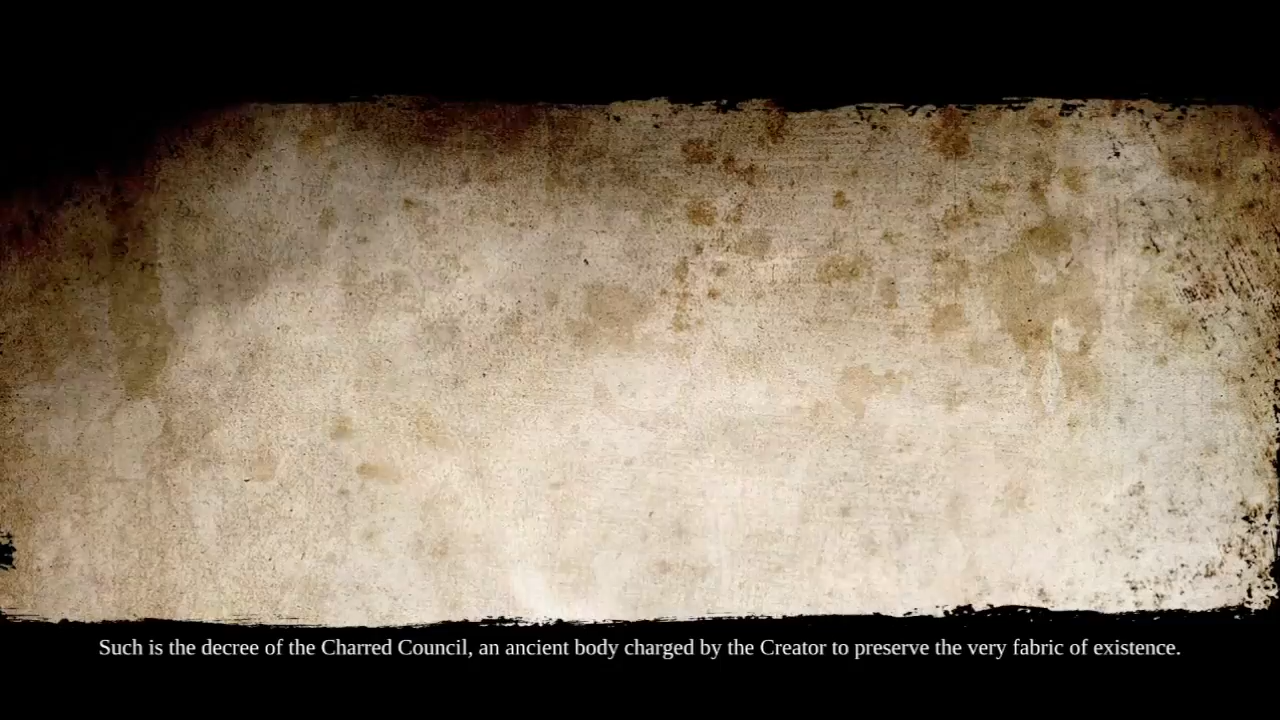 Such is the decree of the Charred Council, an ancient body charged by the Creator to preserve the very fabric of existence.